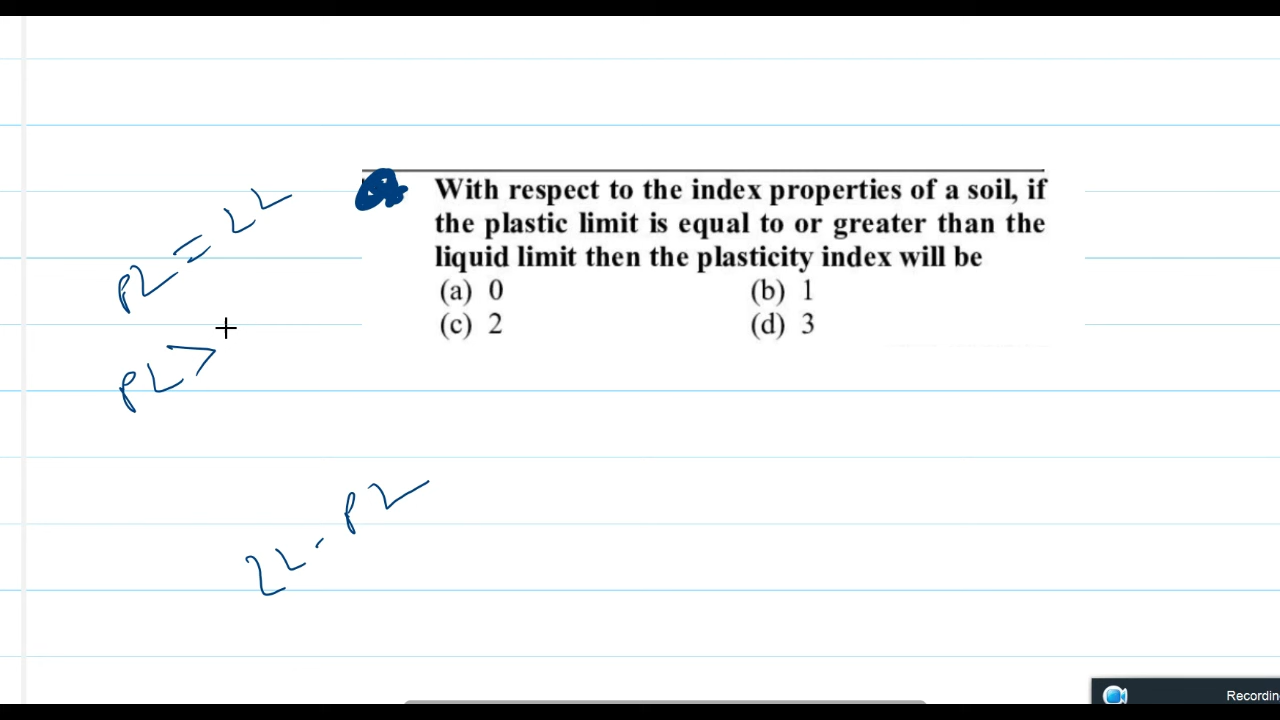 With respect to the index properties of a soil, if
the plastic limit is equal to or greater than the
liquid limit then the plasticity index will be
(a) 0 (b) 1
(c) 2 (d) 3
PL = LL
PL >
LL - PL
Recordin